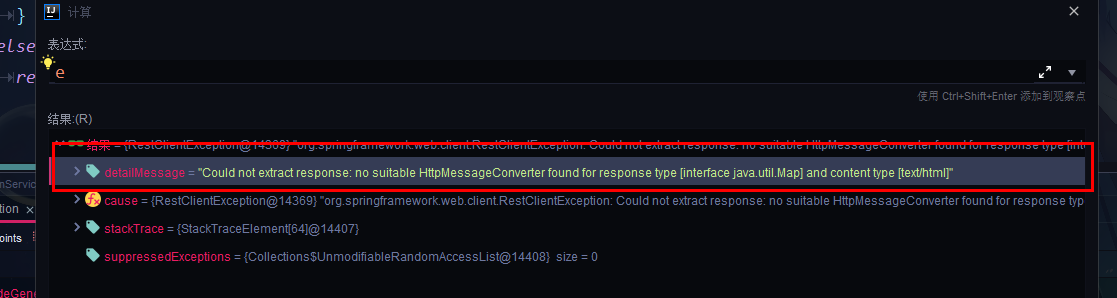 }
IJ 计算
表达式:
else
e
re
使用 Ctrl+Shift+Enter 添加到观察点
结果:(R)
结果 = {RestClientException@14369} "org.springframework.web.client.RestClientException: Could not extract response: no suitable HttpMessageConverter found for response type [int
detailMessage = "Could not extract response: no suitable HttpMessageConverter found for response type [interface java.util.Map] and content type [text/html]"
mServic
cause = {RestClientException@14369} "org.springframework.web.client.RestClientException: Could not extract response: no suitable HttpMessageConverter found for response typ
on
stackTrace = {StackTraceElement[64]@14407}
points
suppressedExceptions = {Collections$UnmodifiableRandomAccessList@14408} size = 0
deGen